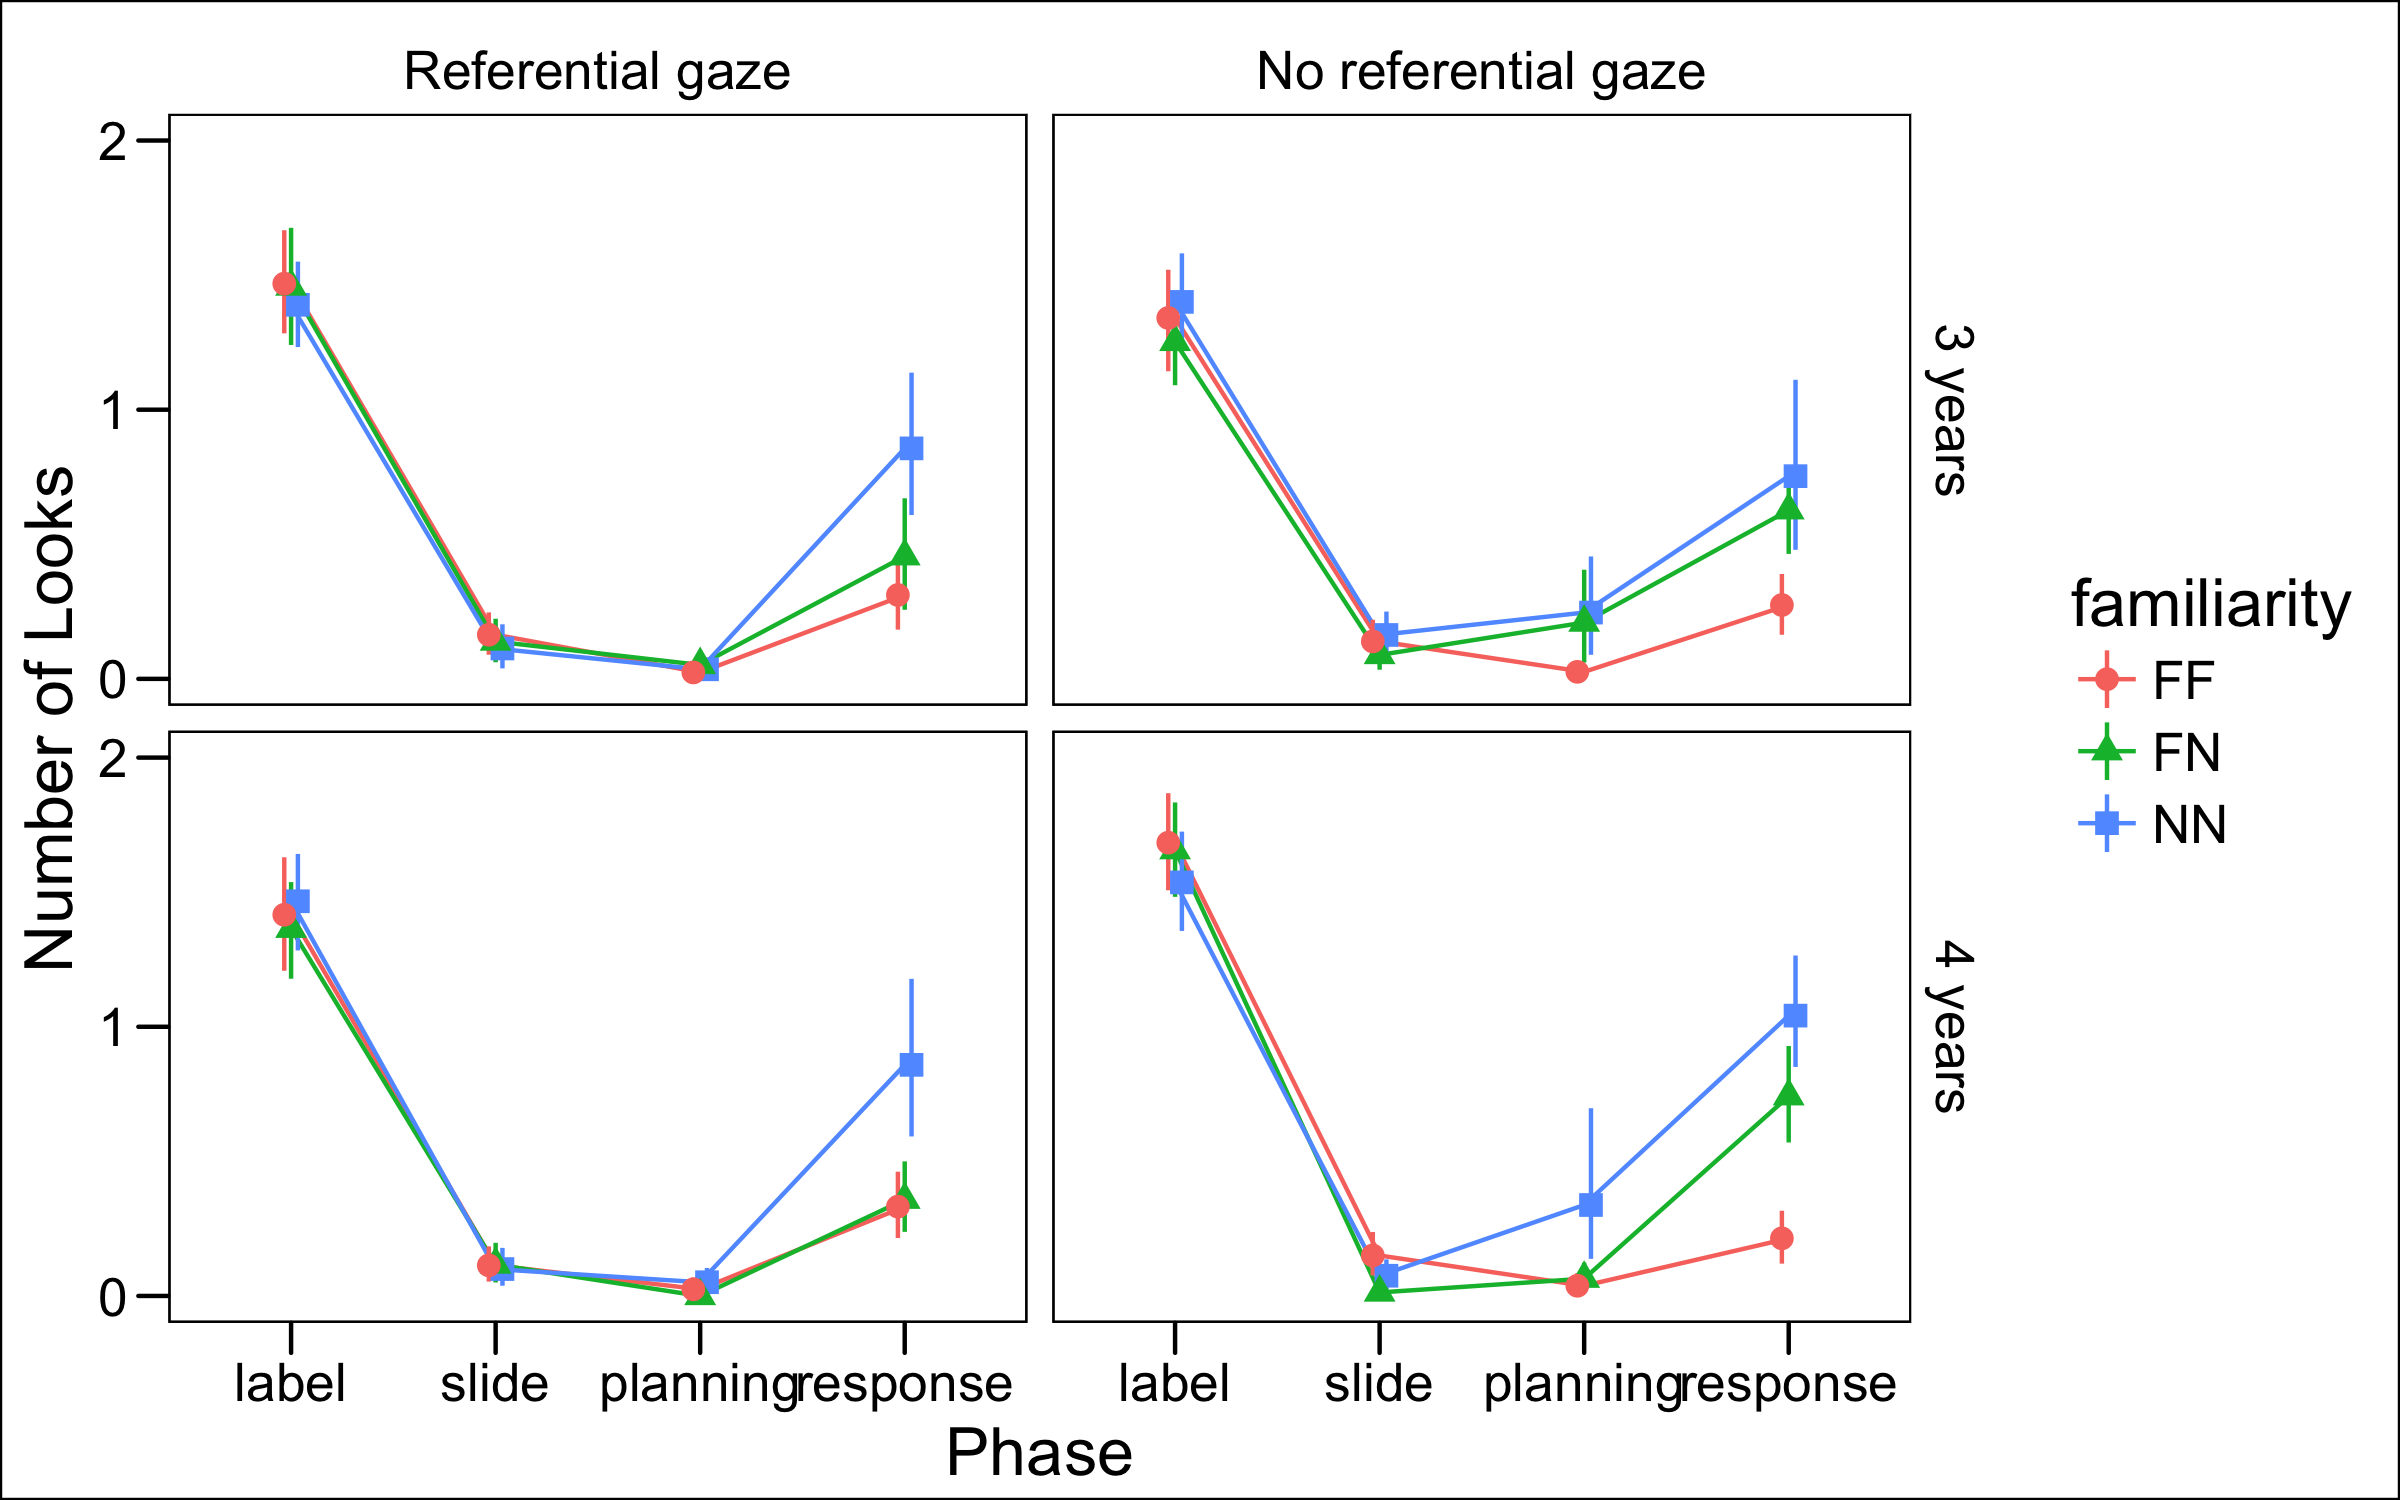 Referential gaze
No referential gaze
2
1
0
3 years
2
1
0
4 years
Number of Looks
label
slide
planning
response
label
slide
planning
response
Phase
familiarity
FF
FN
NN